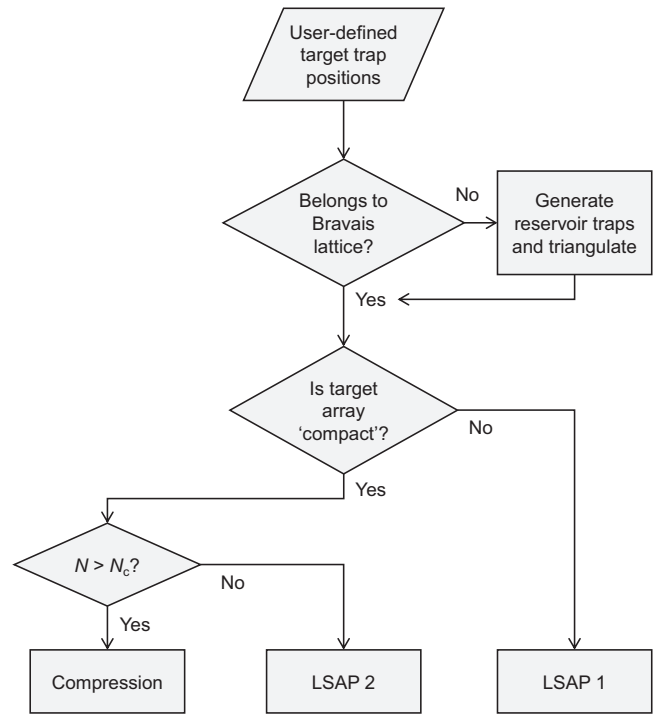 User-defined
target trap
positions
Belongs to
Bravais
lattice?
No
Generate
reservoir traps
and triangulate
Yes
Is target
array
‘compact’?
No
Yes
N > Nc?
No
Yes
Compression
LSAP 2
LSAP 1